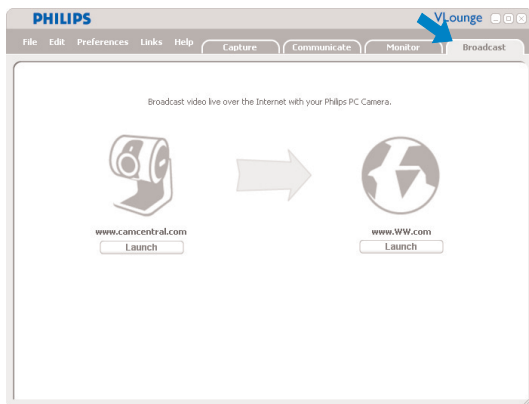 PHILIPS VLounge
File Edit Preferences Links Help Capture Communicate Monitor Broadcast
Broadcast video live over the Internet with your Philips PC Camera.
www.camcentral.com www.WW.com
Launch Launch